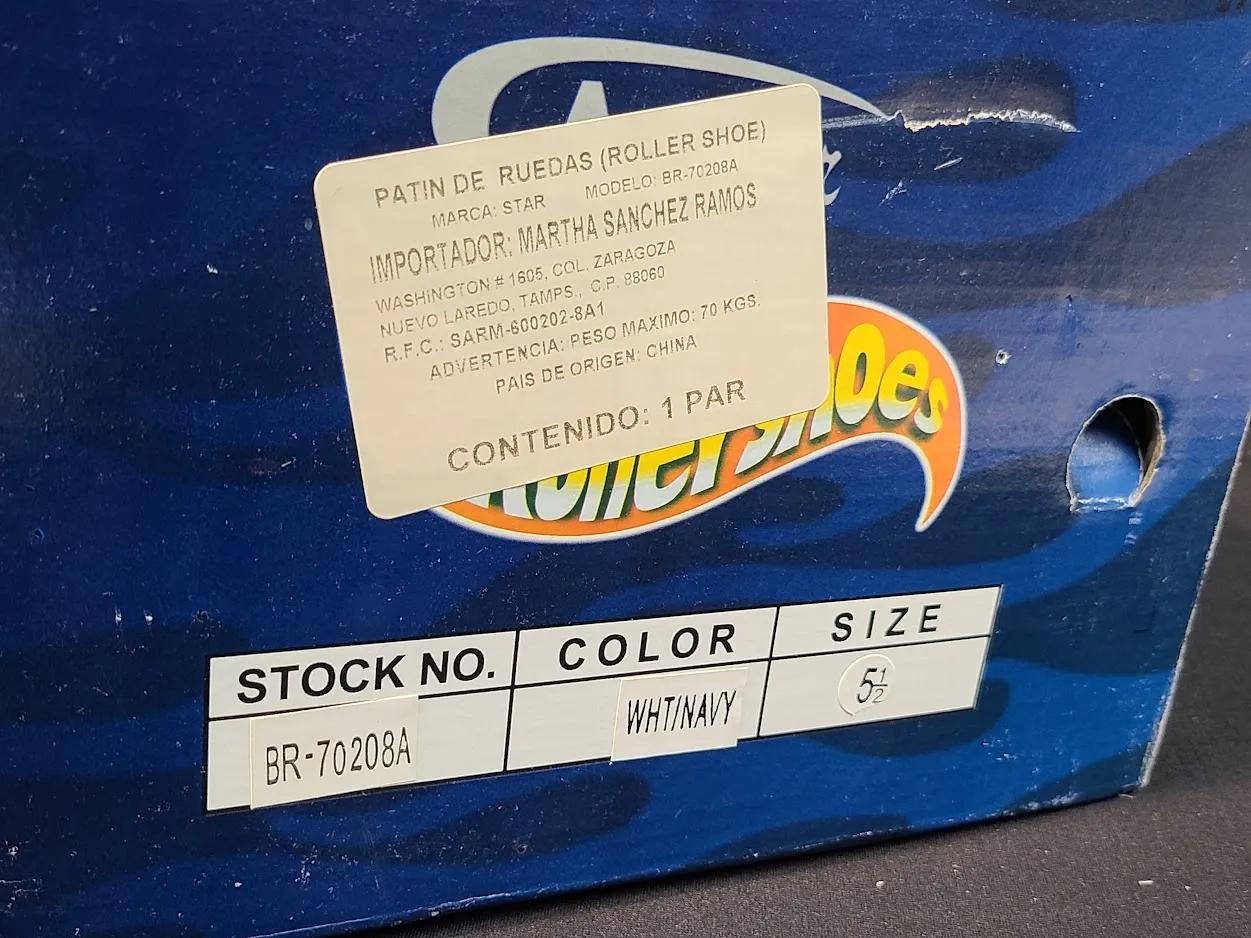 A
PATIN DE RUEDAS (ROLLER SHOE)
MARCA: STAR MODELO: BR-70208A
IMPORTADOR: MARTHA SANCHEZ RAMOS
WASHINGTON # 1605, COL. ZARAGOZA
NUEVO LAREDO, TAMPS., C.P. 88060
R.F.C.: SARM-600202-8A1
ADVERTENCIA: PESO MAXIMO: 70 KGS.
PAIS DE ORIGEN: CHINA
CONTENIDO: 1 PAR
Rollershoes
STOCK NO. COLOR SIZE
BR-70208A WHT/NAVY 5½